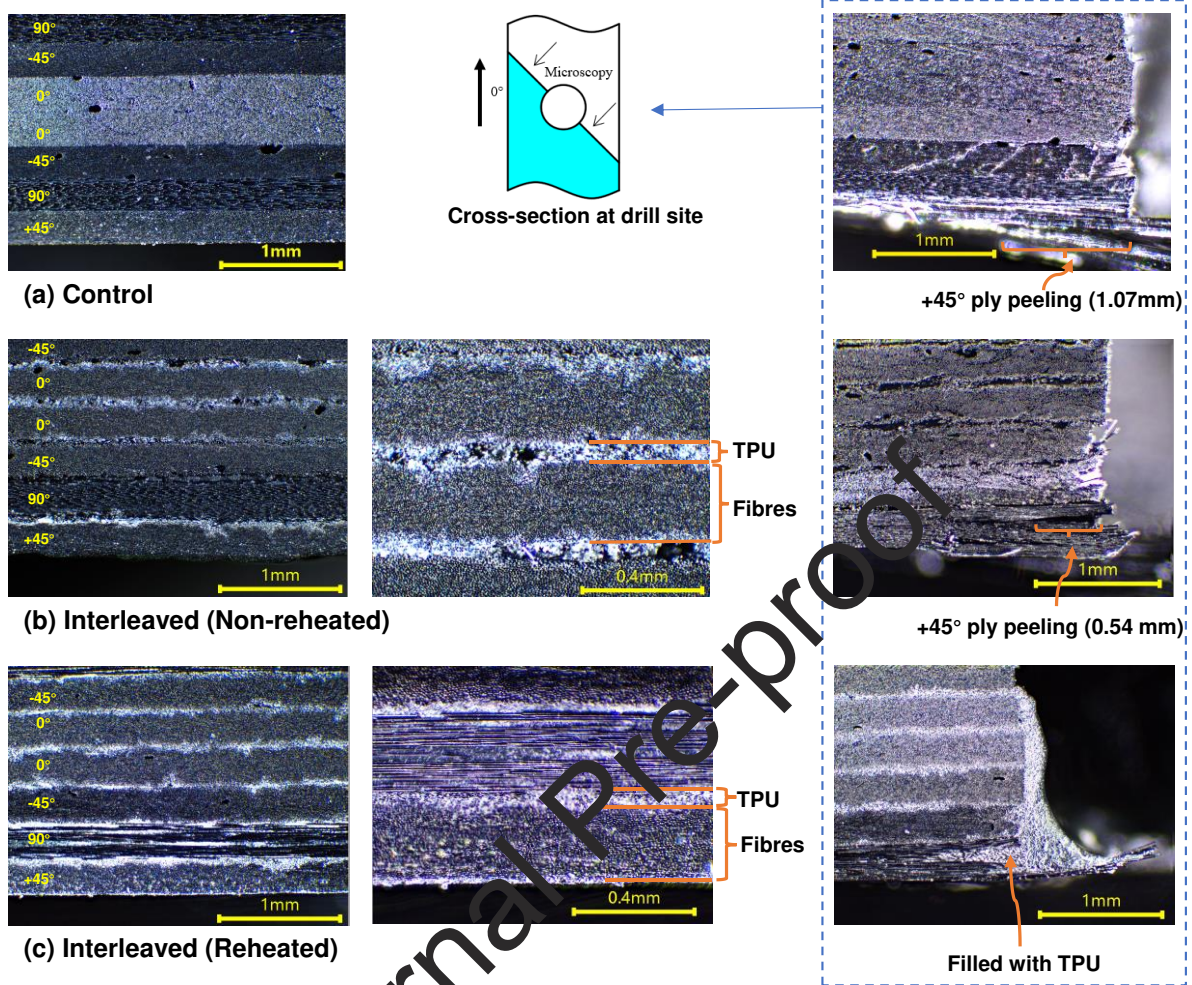 90°
-45°
0°
0°
-45°
90°
+45°
1mm
(a) Control
0°
Microscopy
Cross-section at drill site
1mm
+45° ply peeling (1.07mm)
-45°
0°
0°
-45°
90°
+45°
1mm
TPU
Fibres
0.4mm
(b) Interleaved (Non-reheated)
1mm
+45° ply peeling (0.54 mm)
-45°
0°
0°
-45°
90°
+45°
1mm
TPU
Fibres
0.4mm
(c) Interleaved (Reheated)
1mm
Filled with TPU
rnal Pre-proof